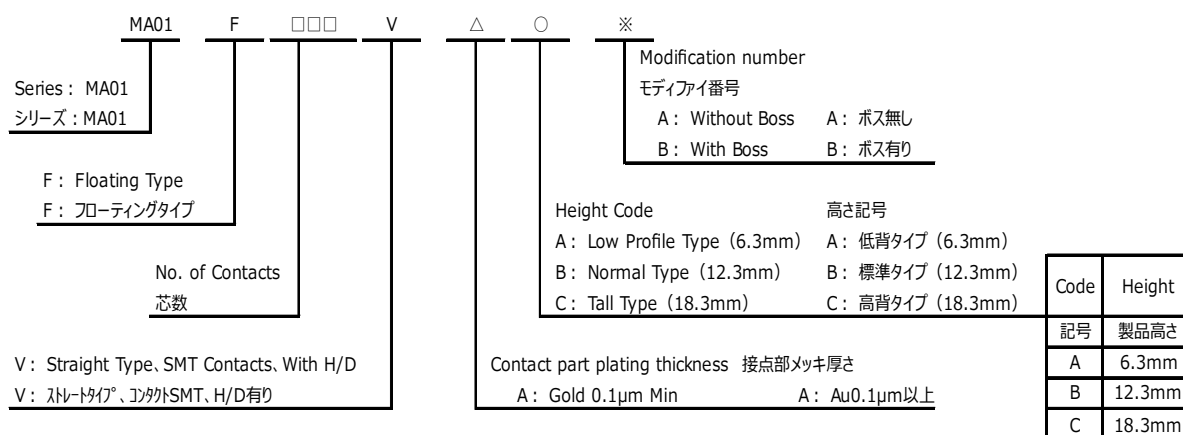 MA01 F □□□ V △ ○ ※
Modification number
モディファイ番号
A : Without Boss A : ボス無し
B : With Boss B : ボス有り
Series : MA01
シリーズ : MA01
F : Floating Type
F : フローティングタイプ
Height Code 高さ記号
A : Low Profile Type (6.3mm) A : 低背タイプ (6.3mm)
B : Normal Type (12.3mm) B : 標準タイプ (12.3mm)
C : Tall Type (18.3mm) C : 高背タイプ (18.3mm)
No. of Contacts
芯数
V : Straight Type、SMT Contacts、With H/D
V : ストレートタイプ、コンタクトSMT、H/D有り
Contact part plating thickness 接点部メッキ厚さ
A : Gold 0.1μm Min A : Au0.1μm以上
Code Height
記号 製品高さ
A 6.3mm
B 12.3mm
C 18.3mm